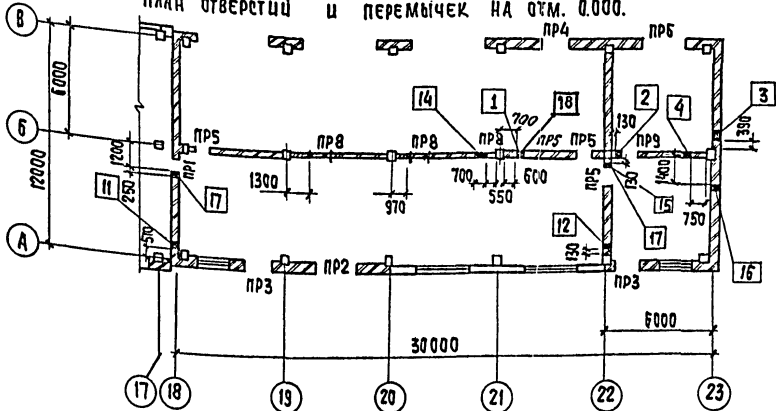 ПЛАН ОТВЕРСТИЙ И ПЕРЕМЫЧЕК НА ОТМ. 0.000.
В
ПР4
ПР6
6000
14
1
700
18
130
2
4
3
390
Б
ПР5
ПР8
ПР8
ПР8
ПР5
ПР5
ПР9
12000
1200
ПР1
250
17
1300
970
700
550
600
ПР5
130
15
1400
750
11
12
17
16
570
130
А
ПР3
ПР2
ПР3
6000
30000
17
18
19
20
21
22
23